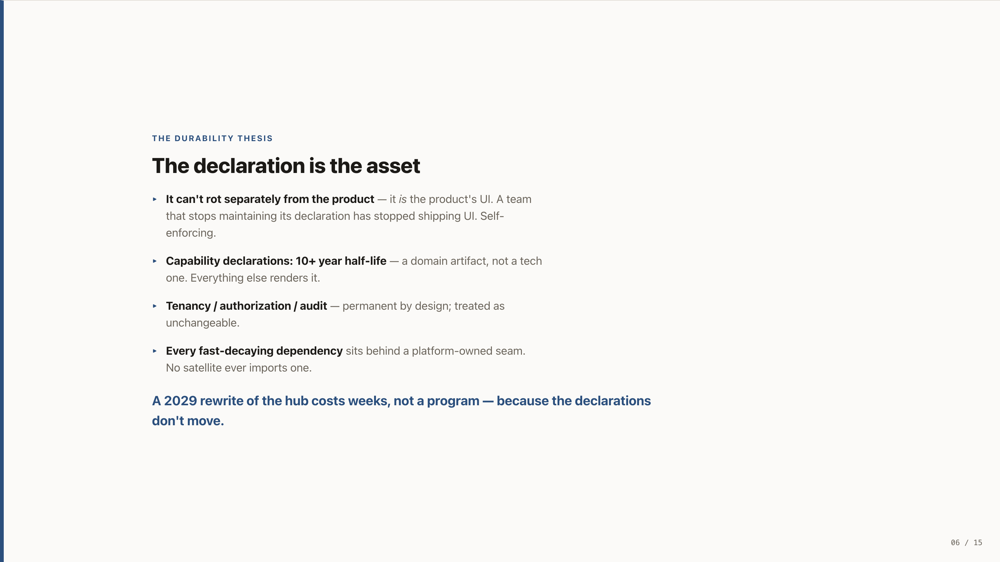 THE DURABILITY THESIS
The declaration is the asset
▸ It can't rot separately from the product — it is the product's UI. A team
that stops maintaining its declaration has stopped shipping UI. Self-
enforcing.
▸ Capability declarations: 10+ year half-life — a domain artifact, not a tech
one. Everything else renders it.
▸ Tenancy / authorization / audit — permanent by design; treated as
unchangeable.
▸ Every fast-decaying dependency sits behind a platform-owned seam.
No satellite ever imports one.
A 2029 rewrite of the hub costs weeks, not a program — because the declarations
don't move.
06 / 15